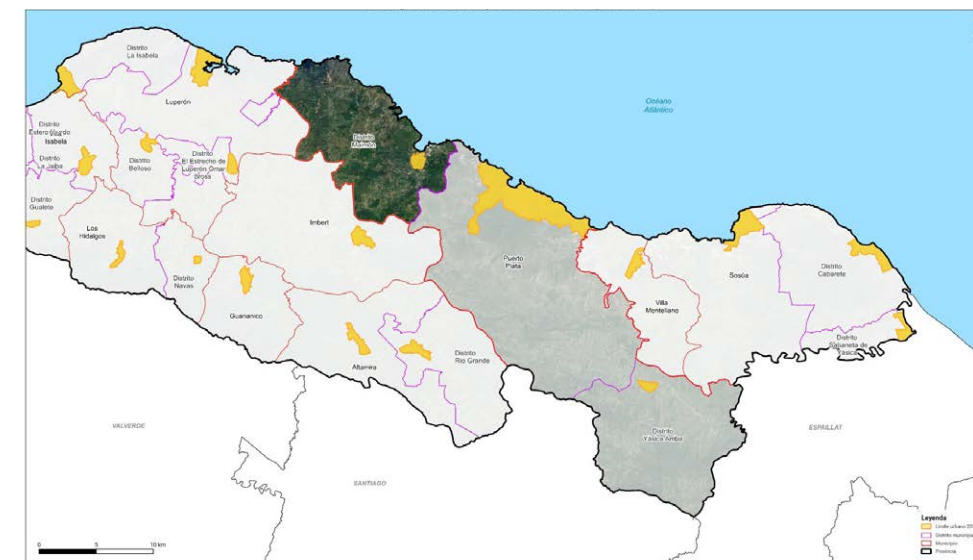 Distrito
La Isabela
Luperón
Océano
Atlántico
Distrito
Maimón
Isabela
Distrito
La Jaiba
Distrito
Belloso
Distrito
El Estrecho de
Luperón Omar
Bross
Distrito
Gualete
Los
Hidalgos
Imbert
Puerto
Plata
Distrito
Navas
Guananico
Sosúa
Distrito
Cabarete
Villa
Montellano
Distrito
Sabaneta de
Yásica
Altamira
Distrito
Río Grande
Distrito
Yásica Arriba
VALVERDE
SANTIAGO
ESPAILLAT
0 5 10 km
Leyenda
Límite urbano
Distrito municipal
Municipio
Provincia